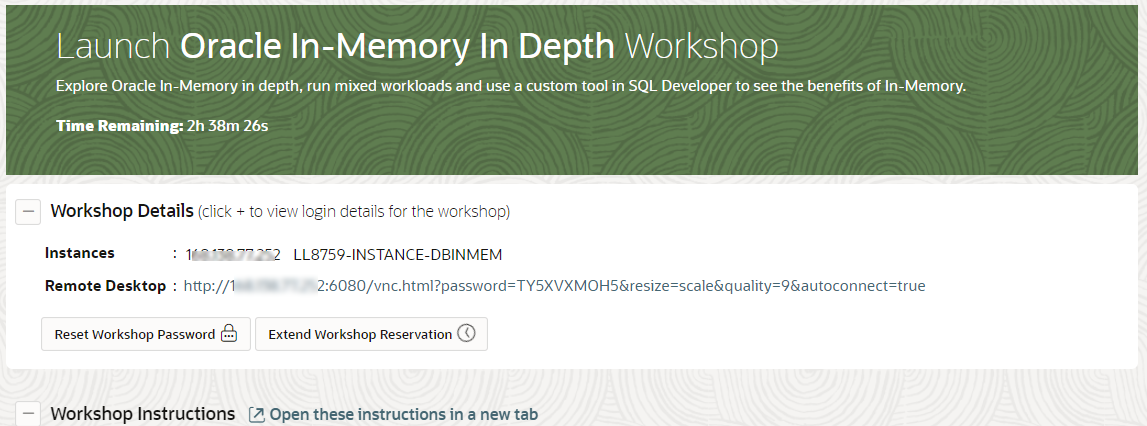 Launch Oracle In-Memory In Depth Workshop
Explore Oracle In-Memory in depth, run mixed workloads and use a custom tool in SQL Developer to see the benefits of In-Memory.
Time Remaining: 2h 38m 26s
Workshop Details (click + to view login details for the workshop)
Instances : LL8759-INSTANCE-DBINMEM
Remote Desktop : http://1 2:6080/vnc.html?password=TY5XVXMOH5&resize=scale&quality=9&autoconnect=true
Reset Workshop Password Extend Workshop Reservation
Workshop Instructions Open these instructions in a new tab